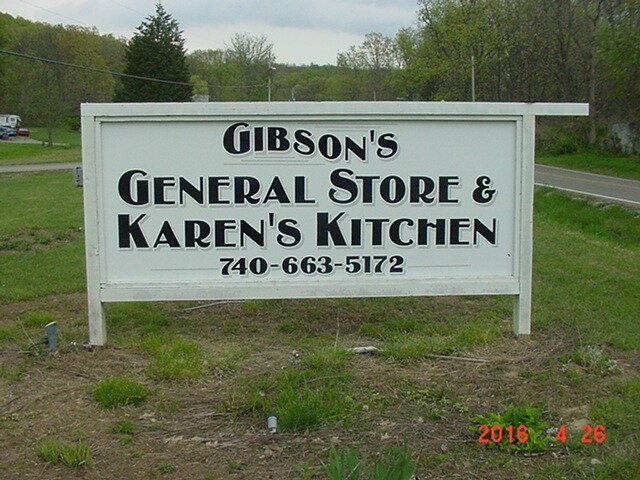 GIBSON'S
GENERAL STORE &
KAREN'S KITCHEN
740-663-5172
2016 4 26